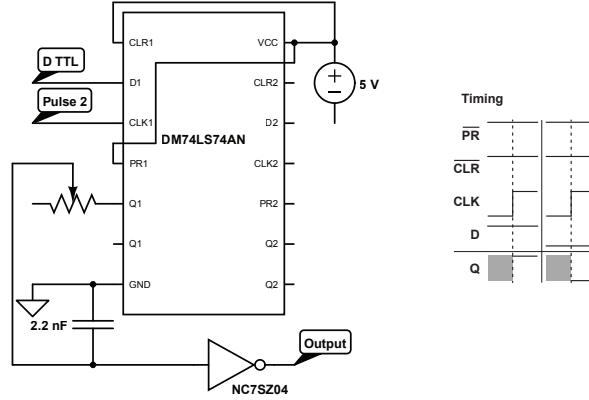 CLR1
VCC
D TTL
D1
CLR2
5 V
Pulse 2
CLK1
D2
DM74LS74AN
PR1
CLK2
Q1
PR2
Q1
Q2
GND
Q2
2.2 nF
Output
NC7SZ04
Timing
PR
CLR
CLK
D
Q